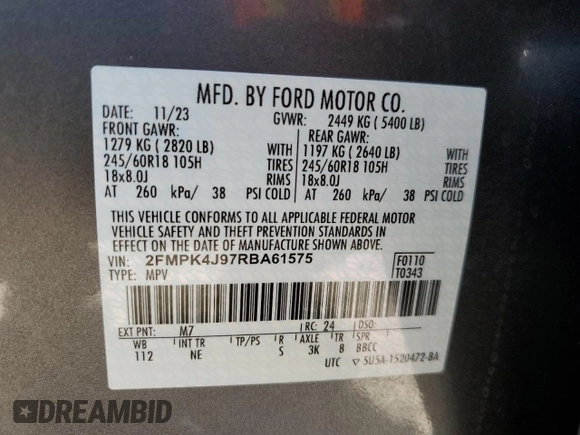 MFD. BY FORD MOTOR CO.
DATE: 11/23 GVWR: 2449 KG ( 5400 LB)
FRONT GAWR: REAR GAWR:
1279 KG ( 2820 LB) WITH 1197 KG ( 2640 LB) WITH
245/60R18 105H TIRES 245/60R18 105H TIRES
18x8.0J RIMS 18x8.0J RIMS
AT 260 kPa/ 38 PSI COLD AT 260 kPa/ 38 PSI COLD
THIS VEHICLE CONFORMS TO ALL APPLICABLE FEDERAL MOTOR
VEHICLE SAFETY AND THEFT PREVENTION STANDARDS IN
EFFECT ON THE DATE OF MANUFACTURE SHOWN ABOVE.
VIN: 2FMPK4J97RBA61575 F0110
TYPE: MPV T0343
EXT PNT: M7 RC: 24 DSO:
WB INT TR TP/PS R AXLE TR SPR
112 NE S 3K 8 BBCC
UTC ▽ 5U5A-1520472-BA
DREAMBID